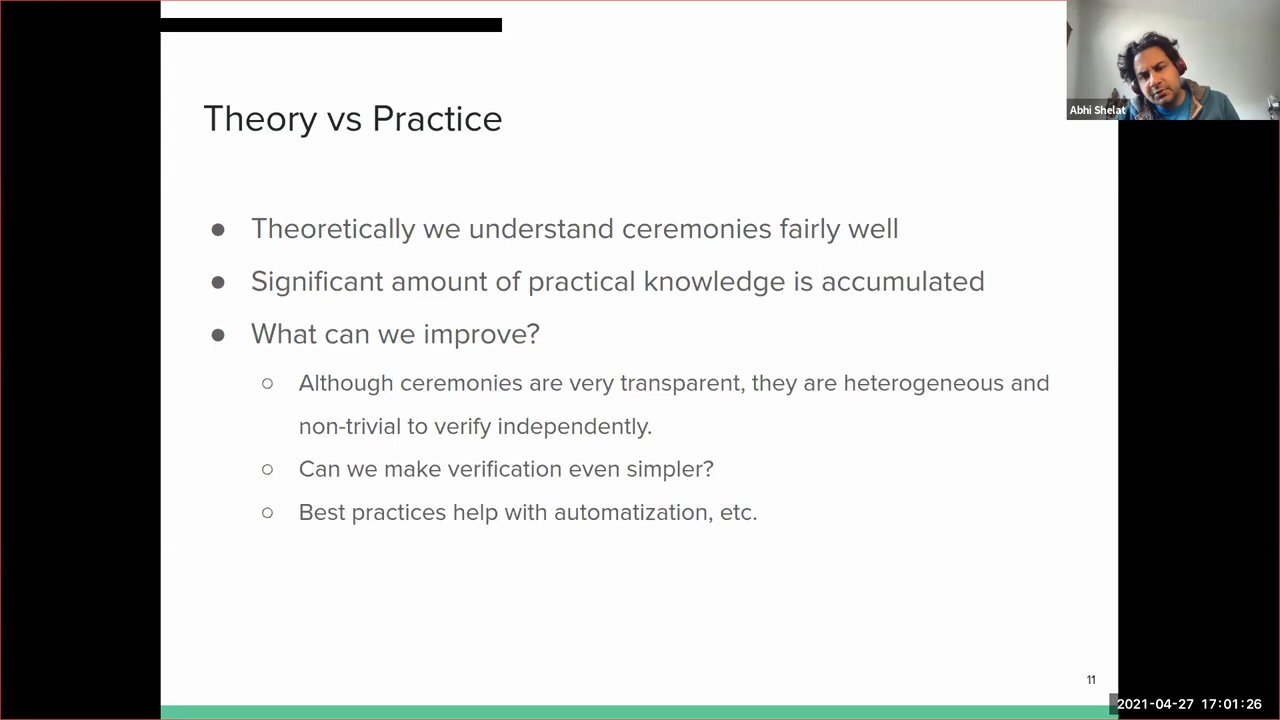 Abhi Shelat
Theory vs Practice
● Theoretically we understand ceremonies fairly well
● Significant amount of practical knowledge is accumulated
● What can we improve?
○ Although ceremonies are very transparent, they are heterogeneous and
non-trivial to verify independently.
○ Can we make verification even simpler?
○ Best practices help with automatization, etc.
11
2021-04-27 17:01:26